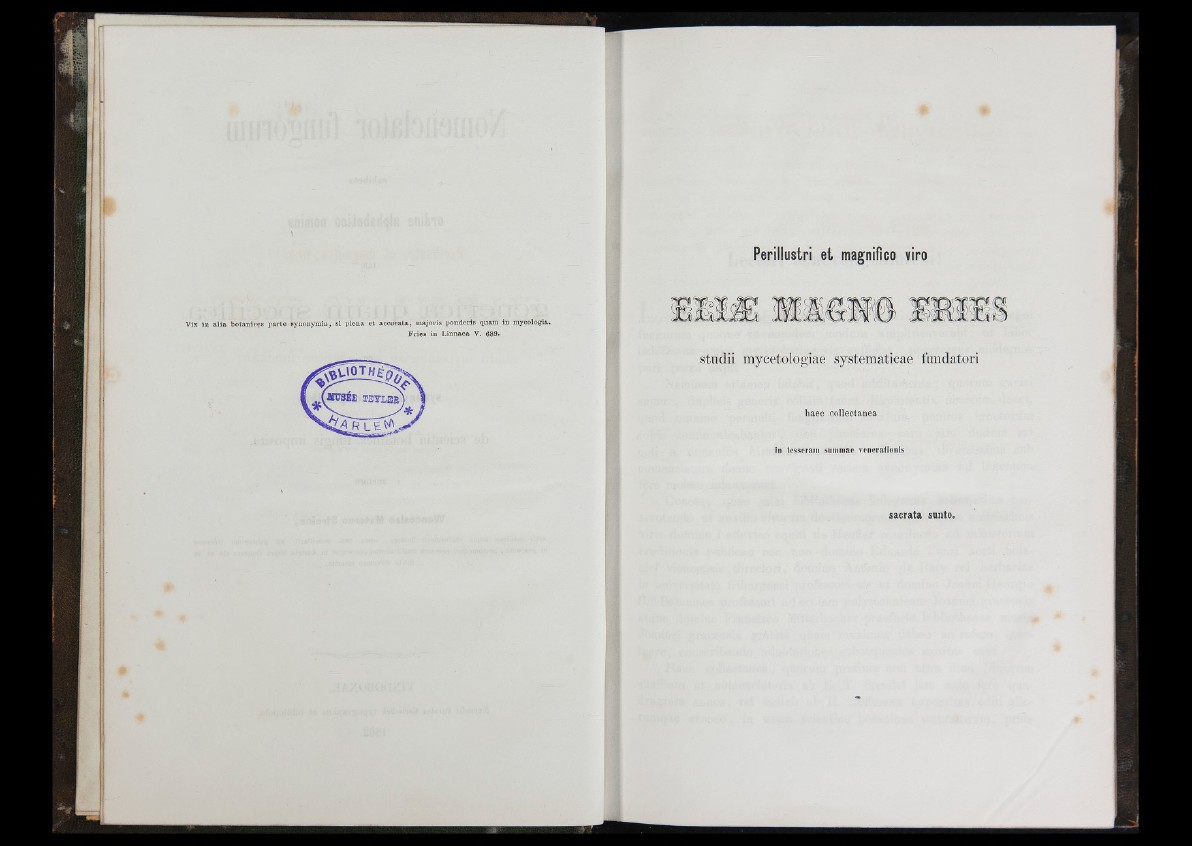 Vix in alia botanices parte synonymia, si plena et accurata, majoris ponderis quam in mycologia.
Fries in Linnaea V. 689.
BIBLIOTHÈQUE
MUSÉE TEYLER
* HARLEM *
Perillustri et magnifico viro
ELIÆ MAGNO FRIES
studii mycetologiae systematicae fundatori
haec collectanea
in tesseram summae venerationis
sacrata sunto.